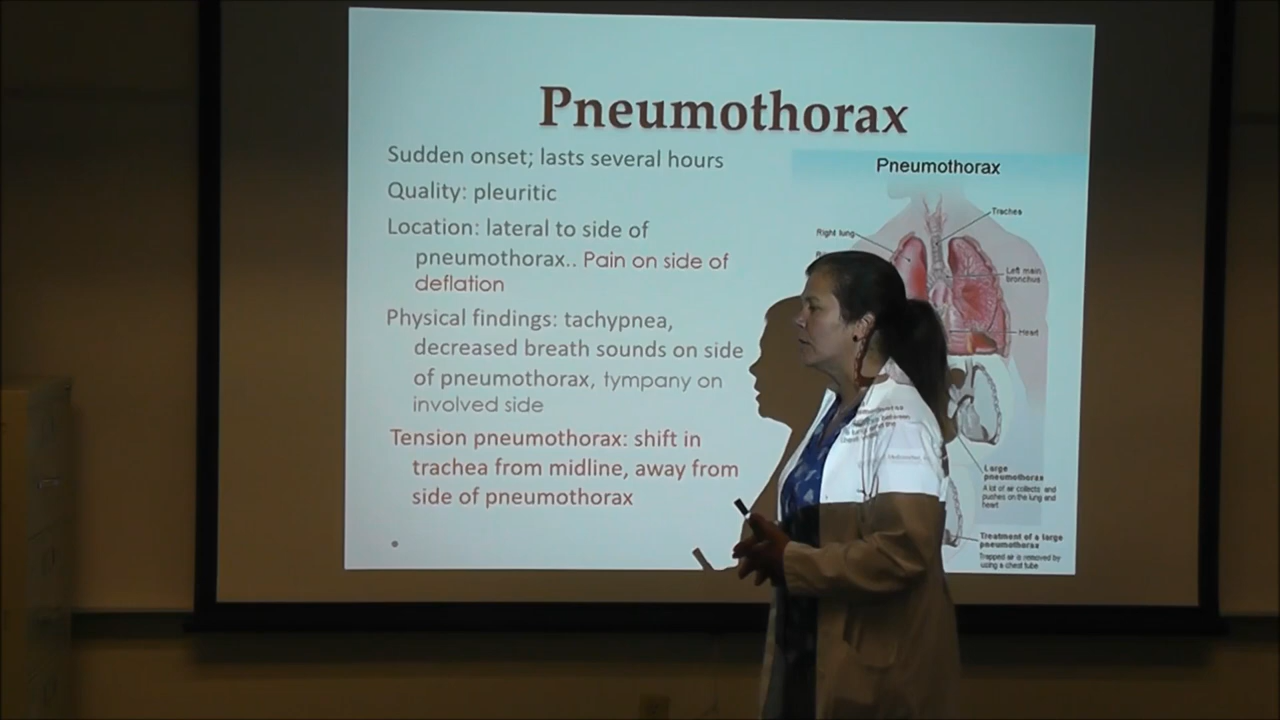 Pneumothorax
Sudden onset; lasts several hours
Quality: pleuritic
Location: lateral to side of
pneumothorax.. Pain on side of
deflation
Physical findings: tachypnea,
decreased breath sounds on side
of pneumothorax, tympany on
involved side
Tension pneumothorax: shift in
trachea from midline, away from
side of pneumothorax
Pneumothorax
Trachea
Right lung
Left main
bronchus
Heart
Large
pneumothorax
A lot of air collects and
pushes on the lung and
heart
Treatment of a large
pneumothorax
Trapped air is removed by
using a chest tube